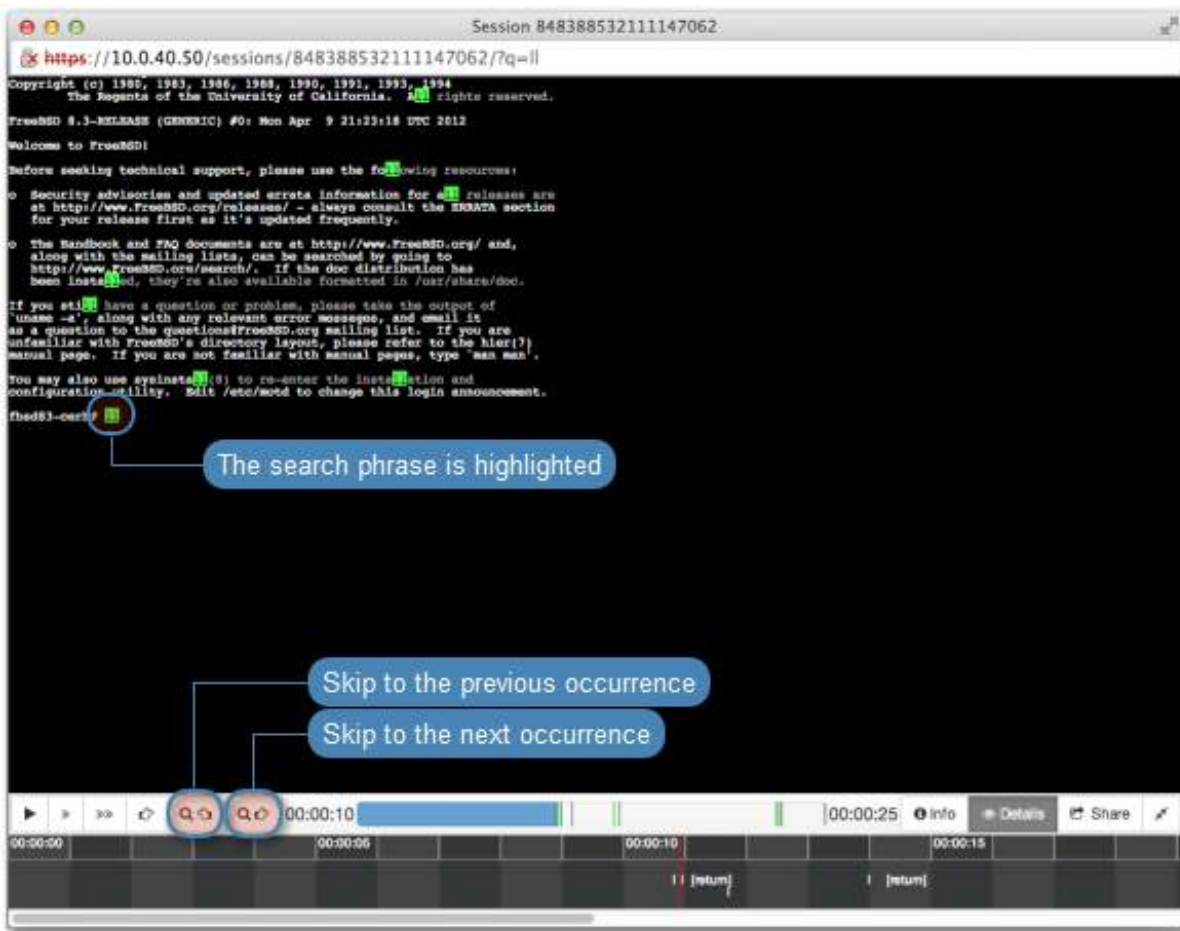 Session 848388532111147062
https://10.0.40.50/sessions/848388532111147062/?q=ll
Copyright (c) 1980, 1983, 1986, 1988, 1990, 1991, 1993, 1994
The Regents of the University of California. All rights reserved.
FreeBSD 8.3-RELEASE (GENERIC) #0: Mon Apr 9 21:23:18 UTC 2012
Welcome to FreeBSD!
Before seeking technical support, please use the following resources:
o Security advisories and updated errata information for all releases are
at http://www.FreeBSD.org/releases/ - always consult the ERRATA section
for your release first as it's updated frequently.
o The Handbook and FAQ documents are at http://www.FreeBSD.org/ and,
along with the mailing lists, can be searched by going to
http://www.FreeBSD.org/search/. If the doc distribution has
been installed, they're also available formatted in /usr/share/doc.
If you still have a question or problem, please take the output of
'uname -a', along with any relevant error messages, and email it
as a question to the questions@FreeBSD.org mailing list. If you are
unfamiliar with FreeBSD's directory layout, please refer to the hier(7)
manual page. If you are not familiar with manual pages, type 'man man'.
You may also use sysinstall(8) to re-enter the installation and
configuration utility. Edit /etc/motd to change this login announcement.
ll
The search phrase is highlighted
Skip to the previous occurrence
Skip to the next occurrence
00:00:10 00:00:25 Info Details Share
00:00:00 00:00:05 00:00:10 00:00:15
l l [return] l [return]